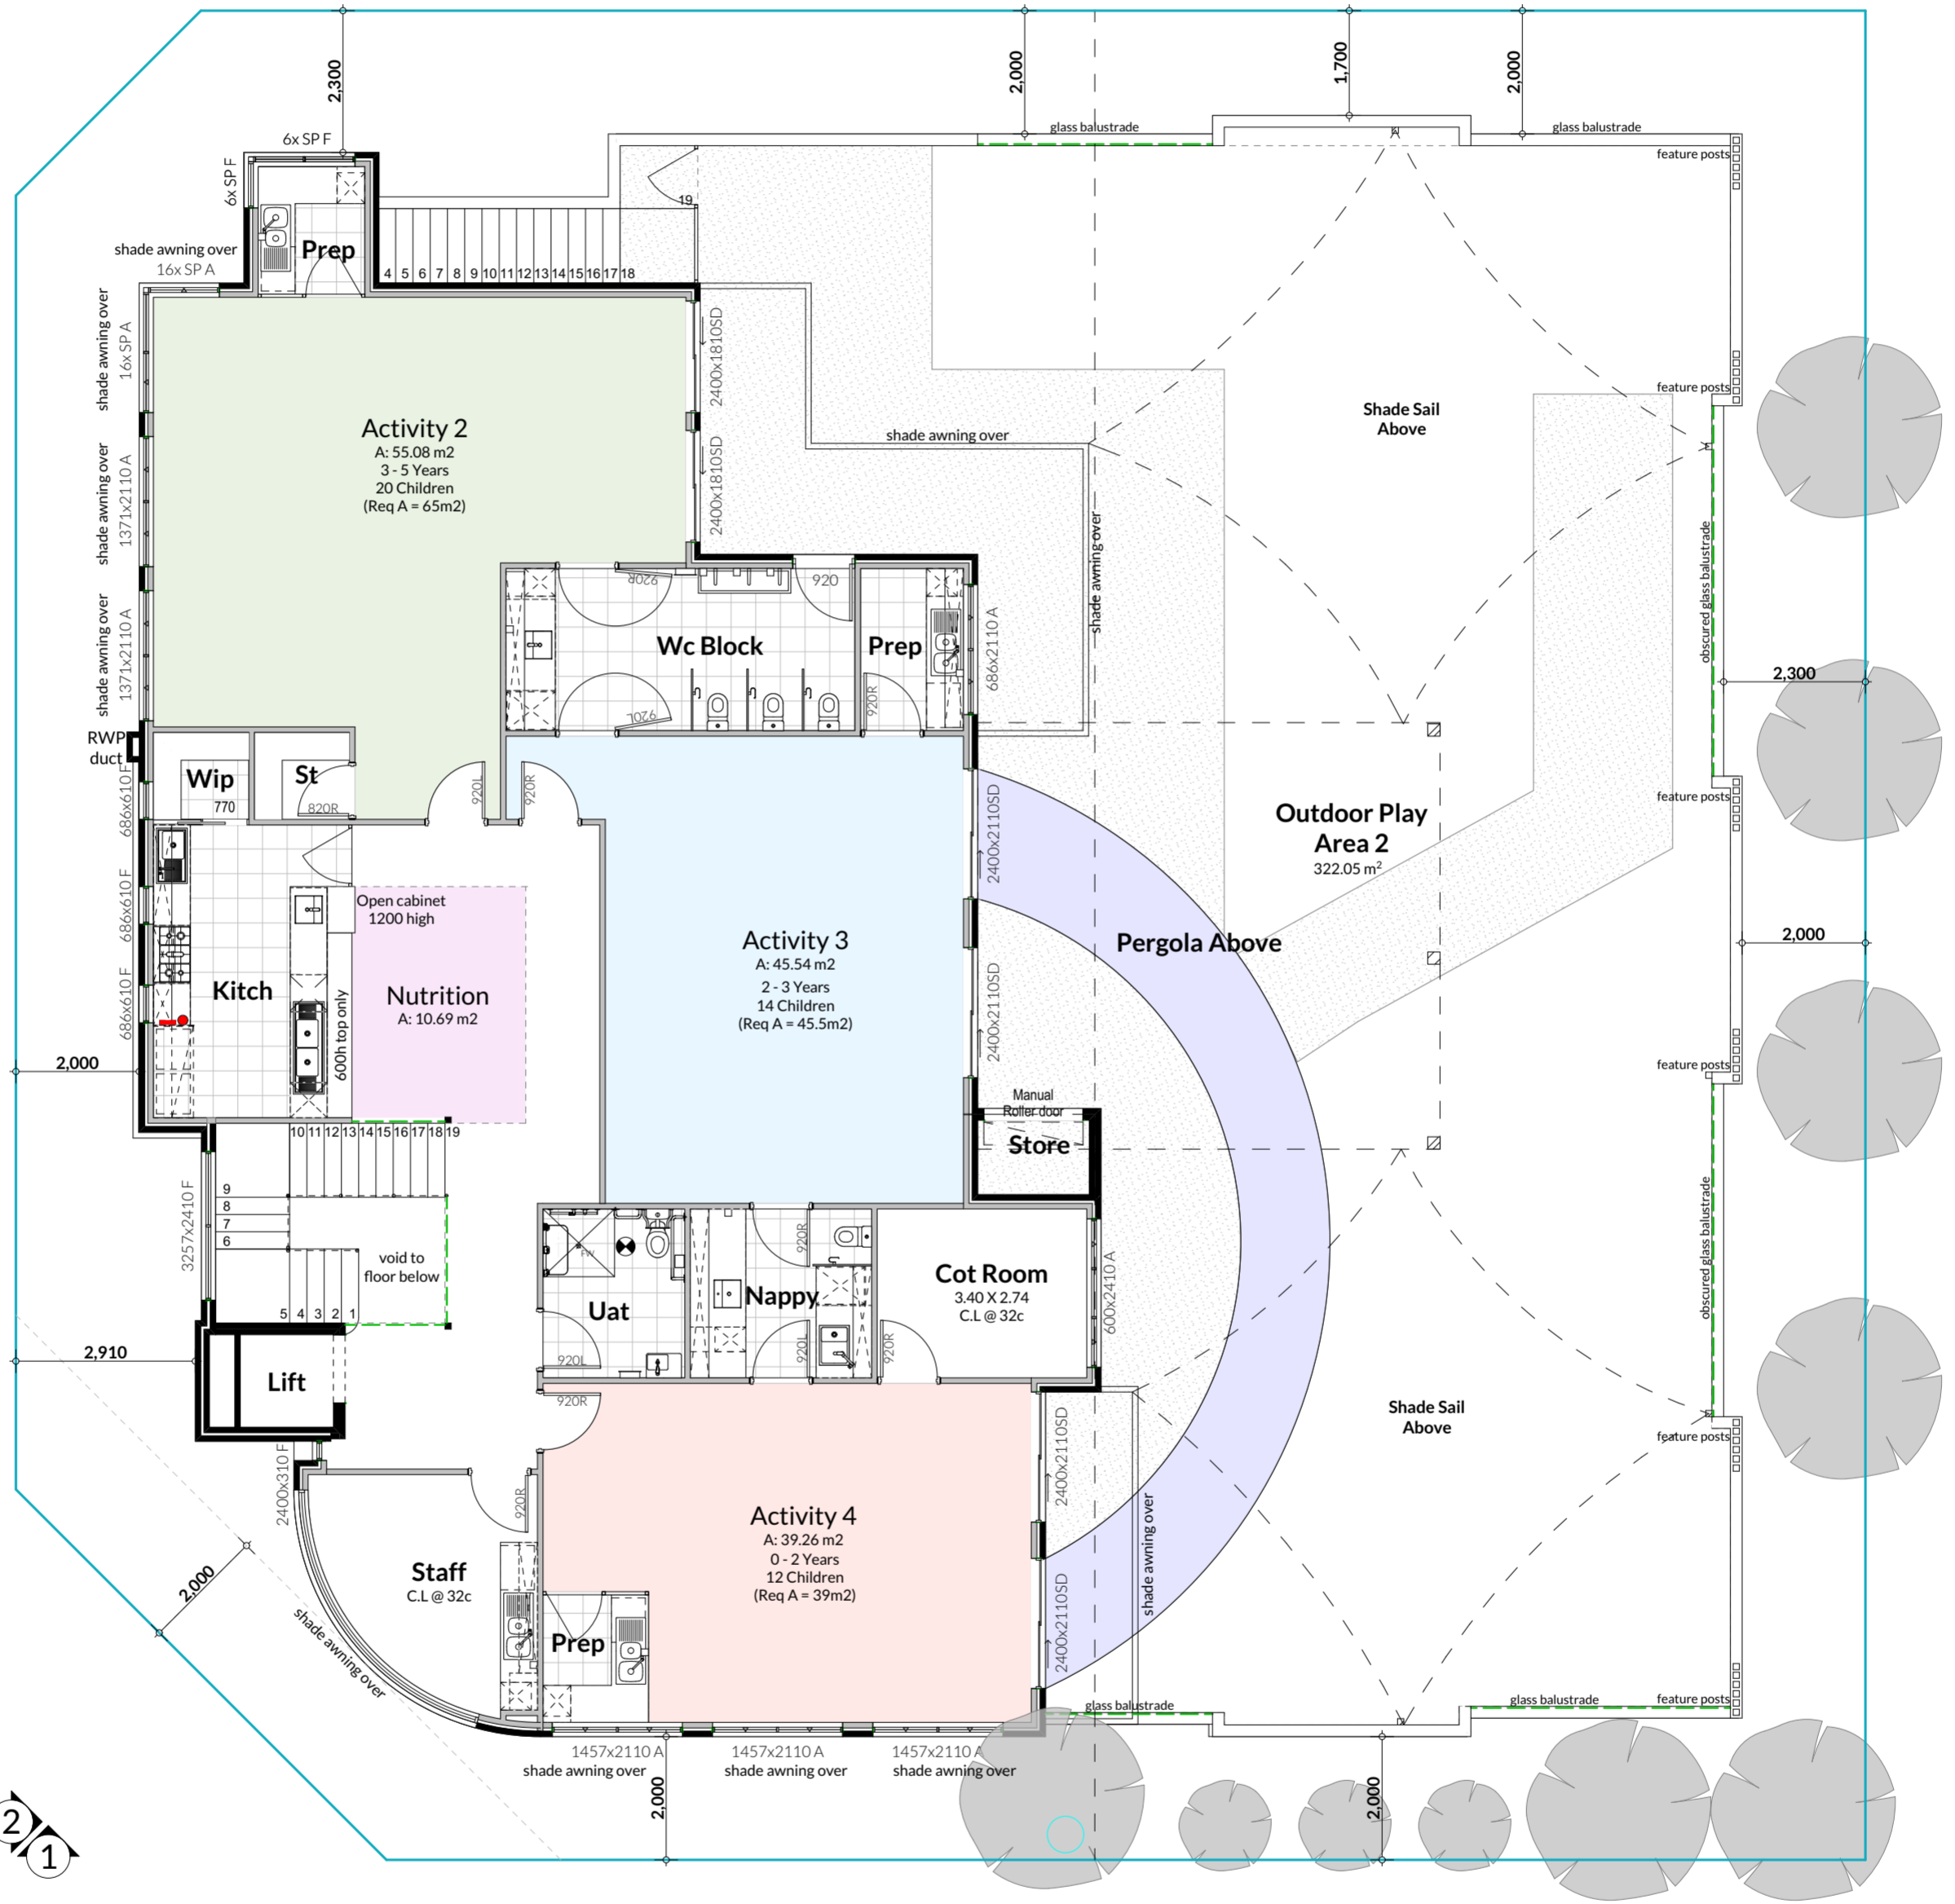 2,300
2,000
1,700
2,000
6x SP F
6x SP F
glass balustrade
glass balustrade
feature posts
shade awning over
16x SP A
Prep
19
4 5 6 7 8 9 10 11 12 13 14 15 16 17 18
shade awning over
16x SP A
2400x1810SD
Activity 2
A: 55.08 m2
3 - 5 Years
20 Children
(Req A = 65m2)
feature posts
Shade Sail
Above
shade awning over
shade awning over
1371x2110 A
2400x1810SD
shade awning over
obscured glass balustrade
shade awning over
1371x2110 A
920R
920
Wc Block
Prep
920R
920L
686x2110 A
2,300
RWP
duct
Wip
770
St
820R
920L
920R
686x610 F
2400x2110SD
feature posts
Outdoor Play
Area 2
322.05 m²
686x610 F
Open cabinet
1200 high
Activity 3
A: 45.54 m2
2 - 3 Years
14 Children
(Req A = 45.5m2)
Pergola Above
2,000
Kitch
Nutrition
A: 10.69 m2
600h top only
686x610 F
2400x2110SD
2,000
feature posts
Manual
Roller door
Store
10 11 12 13 14 15 16 17 18 19
9
8
7
6
3257x2410 F
void to
floor below
5 4 3 2 1
FW
Uat
920L
920R
Nappy
920L
Cot Room
3.40 X 2.74
C.L @ 32c
920R
600x2410 A
obscured glass balustrade
2,910
Lift
920R
Shade Sail
Above
feature posts
2400x310 F
920R
2400x2110SD
Activity 4
A: 39.26 m2
0 - 2 Years
12 Children
(Req A = 39m2)
Staff
C.L @ 32c
2,000
shade awning over
Prep
2400x2110SD
shade awning over
glass balustrade
glass balustrade
feature posts
1457x2110 A
shade awning over
1457x2110 A
shade awning over
1457x2110 A
shade awning over
2,000
2,000
2
1